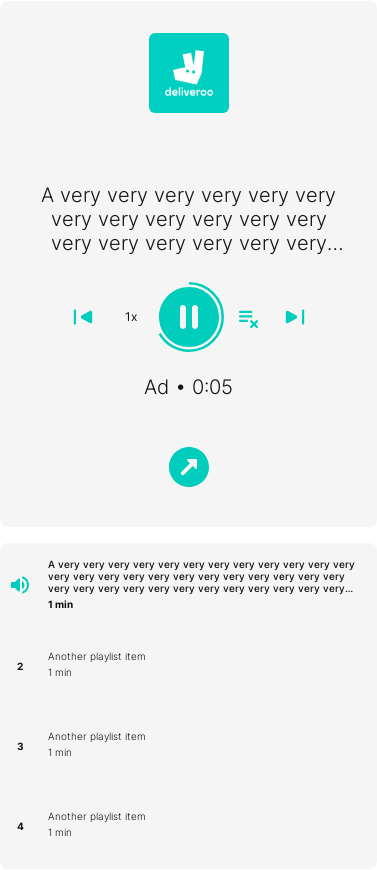 deliveroo
A very very very very very very
very very very very very very
very very very very very very...
1x
Ad • 0:05
A very very very very very very very very very very very very
very very very very very very very very very very very very
very very very very very very very very very very very very...
1 min
2
Another playlist item
1 min
3
Another playlist item
1 min
4
Another playlist item
1 min